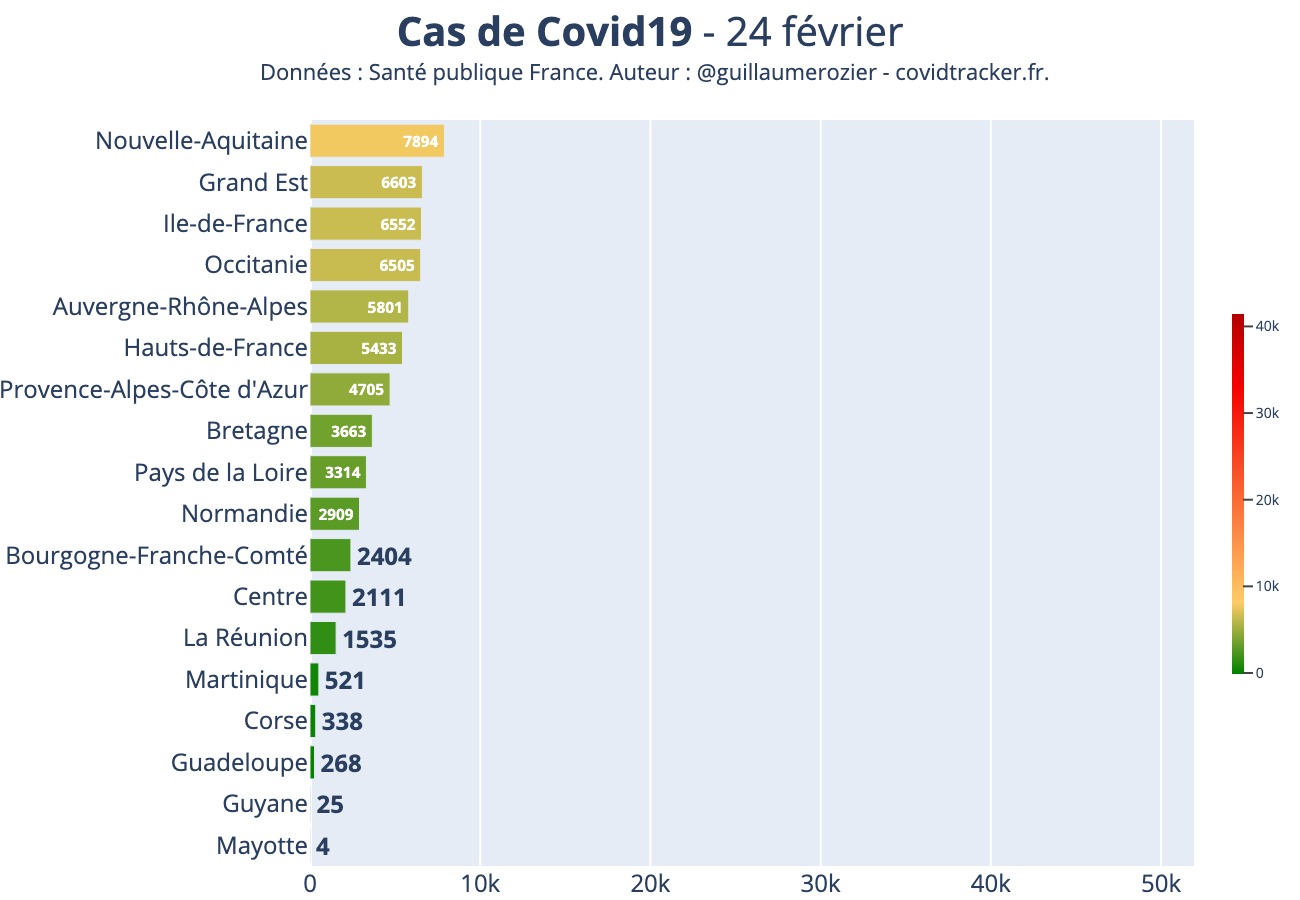 Cas de Covid19 - 24 février
Données : Santé publique France. Auteur : @guillaumerozier - covidtracker.fr.
Nouvelle-Aquitaine 7894
Grand Est 6603
Ile-de-France 6552
Occitanie 6505
Auvergne-Rhône-Alpes 5801
Hauts-de-France 5433
Provence-Alpes-Côte d'Azur 4705
Bretagne 3663
Pays de la Loire 3314
Normandie 2909
Bourgogne-Franche-Comté 2404
Centre 2111
La Réunion 1535
Martinique 521
Corse 338
Guadeloupe 268
Guyane 25
Mayotte 4
0 10k 20k 30k 40k 50k
40k
30k
20k
10k
0